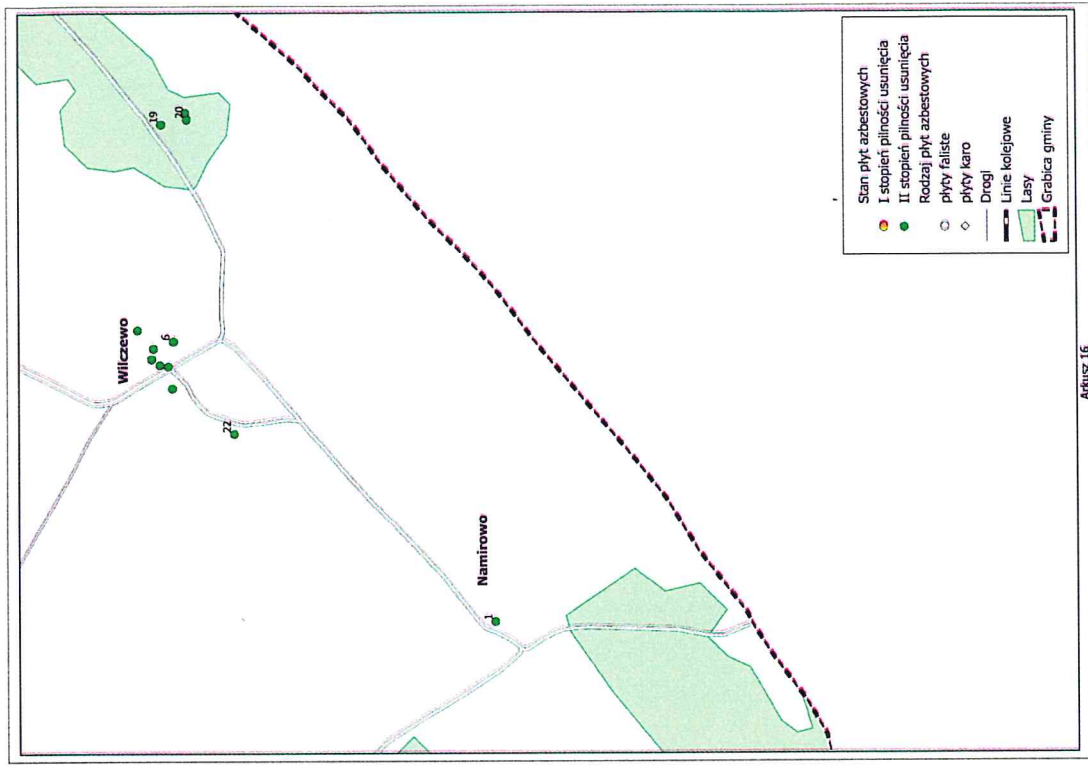 Wilczewo
19
20
6
22
Namirowo
1
Stan płyt azbestowych
I stopień pilności usunięcia
II stopień pilności usunięcia
Rodzaj płyt azbestowych
płyty faliste
płyty karo
Drogi
Linie kolejowe
Lasy
Grabica gminy
Arkusz 16